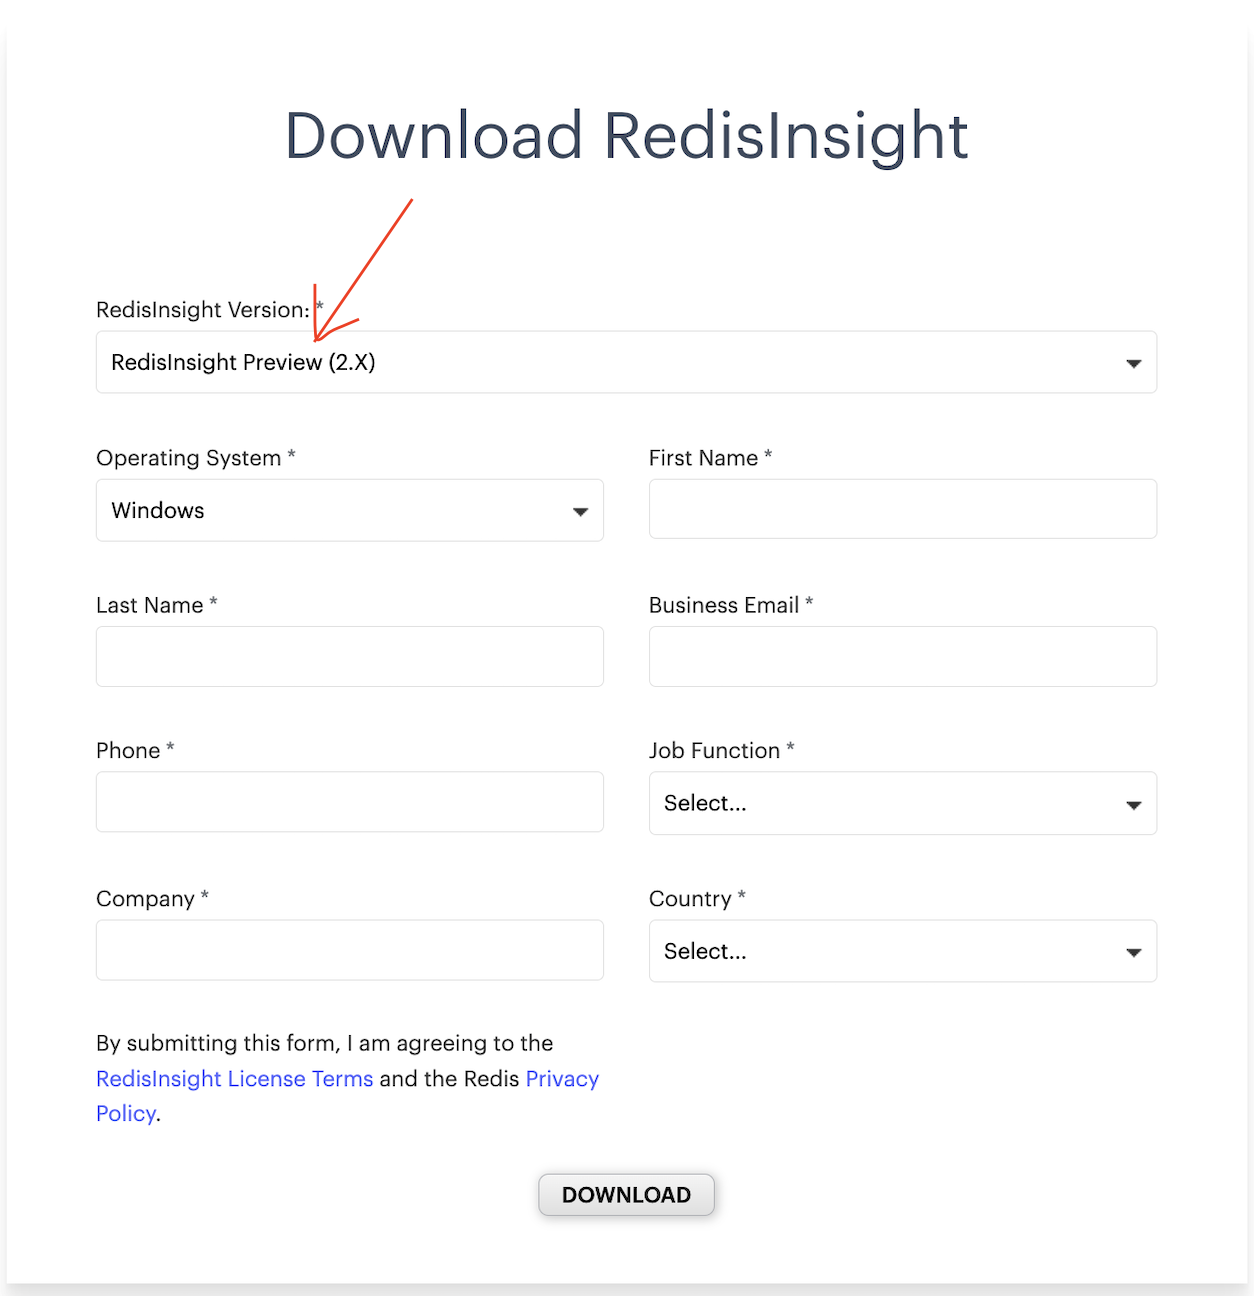 Download RedisInsight
RedisInsight Version: *
RedisInsight Preview (2.X)
Operating System *
First Name *
Windows
Last Name *
Business Email *
Phone *
Job Function *
Select...
Company *
Country *
Select...
By submitting this form, I am agreeing to the
RedisInsight License Terms and the Redis Privacy
Policy.
DOWNLOAD